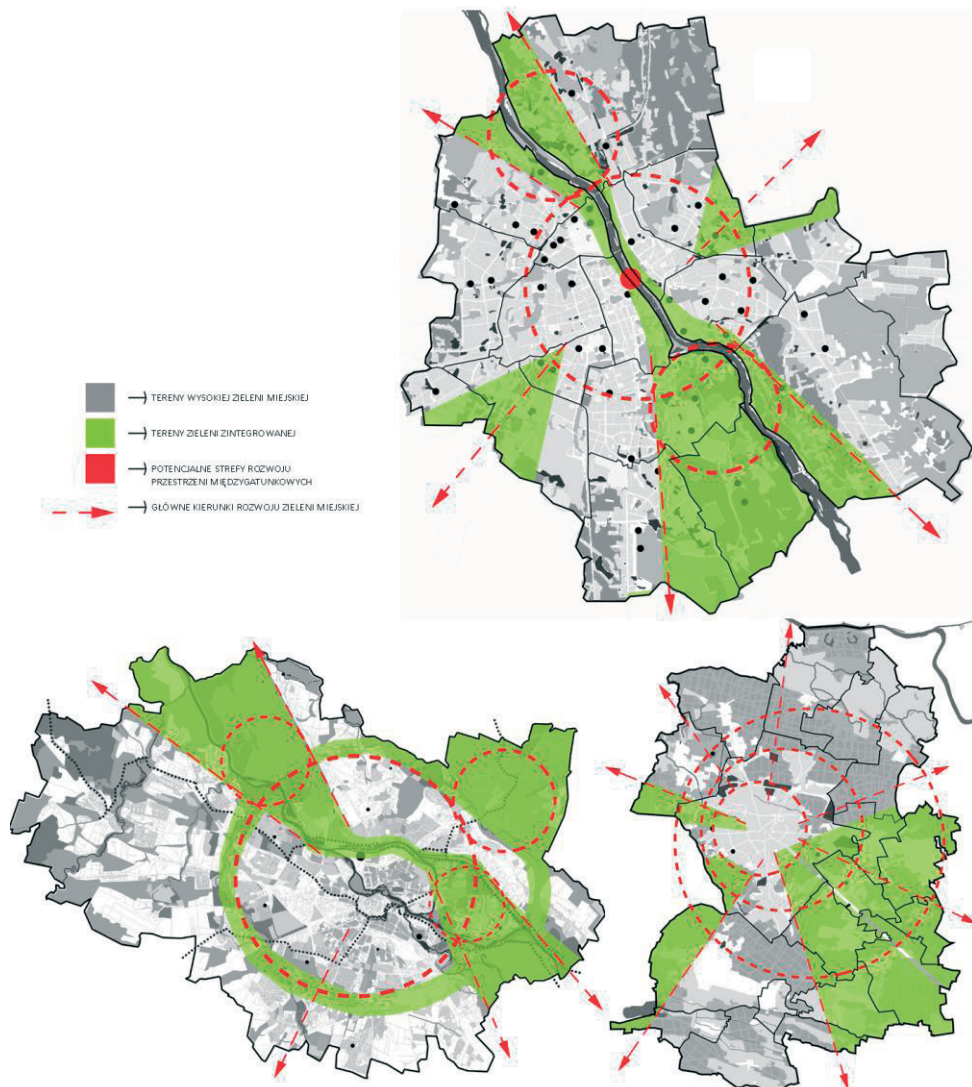 TERENY WYSOKIEJ ZIELENI MIEJSKIEJ
TERENY ZIELENI ZINTEGROWANEJ
POTENCJALNE STREFY ROZWOJU
PRZESTRZENI MIĘDZYGATUNKOWYCH
GŁÓWNE KIERUNKI ROZWOJU ZIELENI MIEJSKIEJ